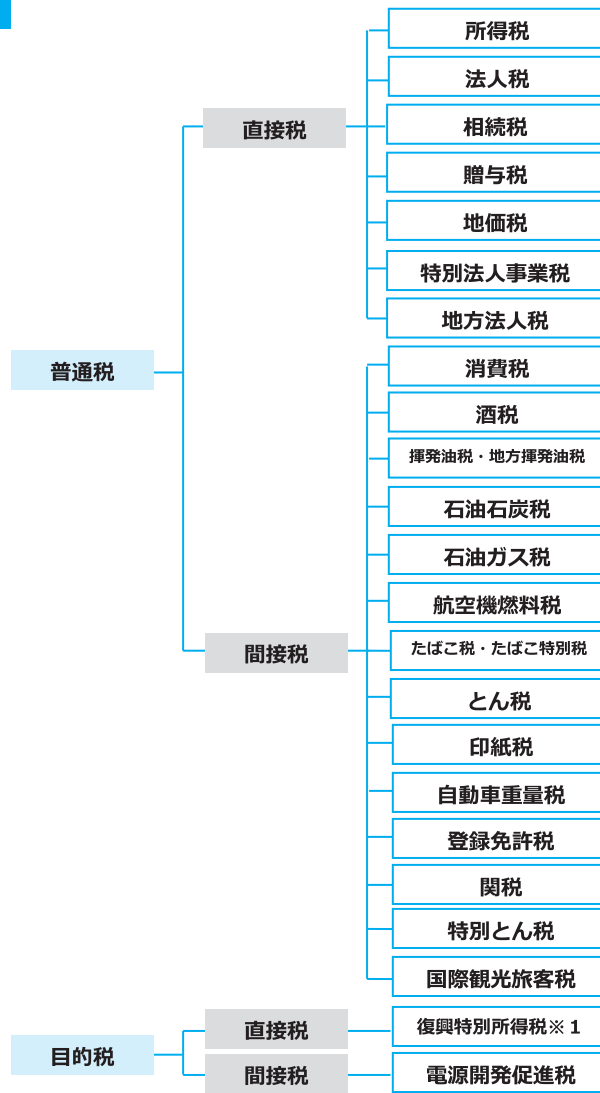 普通税
直接税
所得税
法人税
相続税
贈与税
地価税
特別法人事業税
地方法人税
間接税
消費税
酒税
揮発油税・地方揮発油税
石油石炭税
石油ガス税
航空機燃料税
たばこ税・たばこ特別税
とん税
印紙税
自動車重量税
登録免許税
関税
特別とん税
国際観光旅客税
目的税
直接税
復興特別所得税※１
間接税
電源開発促進税